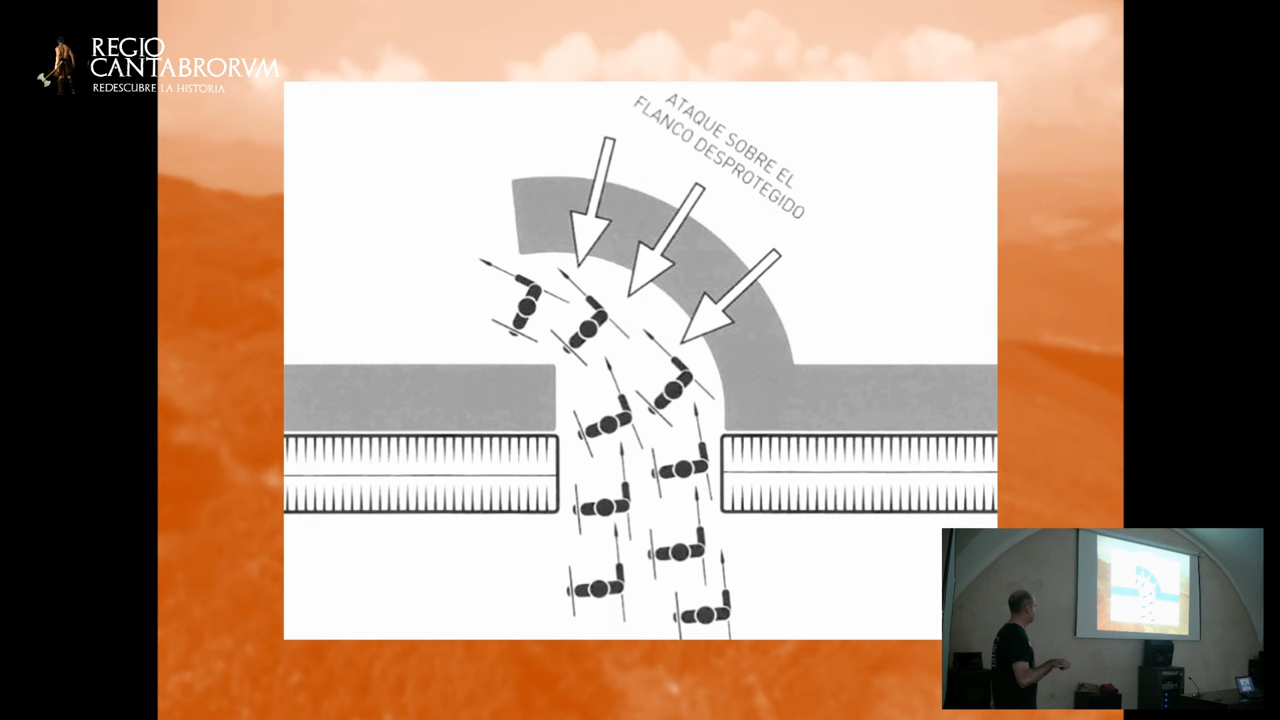 REGIO
CANTABRORVM
REDESCUBRE LA HISTORIA
ATAQUE SOBRE EL
FLANCO DESPROTEGIDO